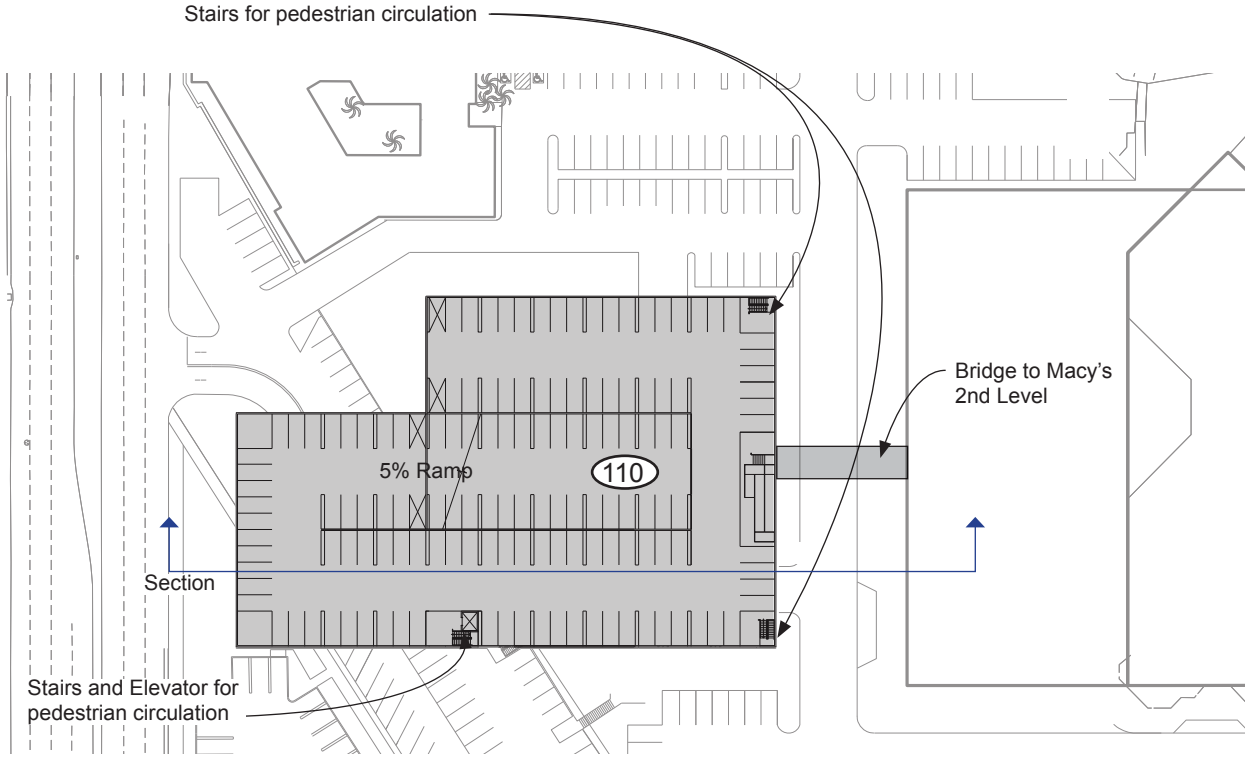 Stairs for pedestrian circulation
Bridge to Macy's
2nd Level
5% Ramp
110
Section
Stairs and Elevator for
pedestrian circulation